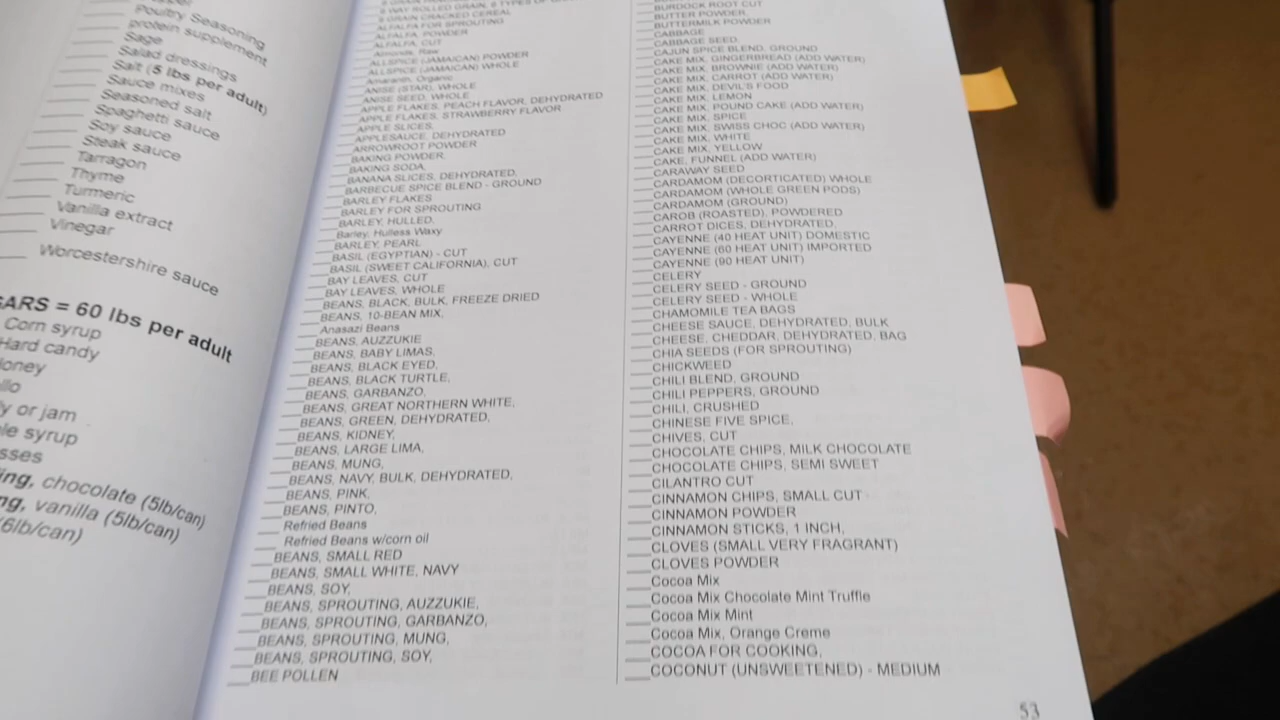 Poultry Seasoning
protein supplement
Sage
Salad dressings
Salt (5 lbs per adult)
Sauce mixes
Seasoned salt
Spaghetti sauce
Soy sauce
Steak sauce
Tarragon
Thyme
Turmeric
Vanilla extract
Vinegar
Worcestershire sauce
= 60 lbs per adult
Corn syrup
Hard candy
or jam
syrup
chocolate (5lb/can)
vanilla (5lb/can)
(6lb/can)
6 GRAIN CRACKED CEREAL
ALFALFA FOR SPROUTING
ALFALFA, POWDER
ALFALFA, CUT
Almonds, Raw
ALLSPICE (JAMAICAN) POWDER
ALLSPICE (JAMAICAN) WHOLE
Amaranth, Organic
ANISE (STAR), WHOLE
ANISE SEED, WHOLE
APPLE FLAKES, PEACH FLAVOR, DEHYDRATED
APPLE FLAKES, STRAWBERRY FLAVOR
APPLE SLICES,
APPLESAUCE, DEHYDRATED
ARROWROOT POWDER
BAKING POWDER,
BAKING SODA,
BANANA SLICES, DEHYDRATED,
BARBECUE SPICE BLEND - GROUND
BARLEY FLAKES
BARLEY FOR SPROUTING
BARLEY, HULLED,
Barley, Hulless Waxy
BARLEY, PEARL
BASIL (EGYPTIAN) - CUT
BASIL (SWEET CALIFORNIA), CUT
BAY LEAVES, CUT
BAY LEAVES, WHOLE
BEANS, BLACK, BULK, FREEZE DRIED
BEANS, 10-BEAN MIX,
Anasazi Beans
BEANS, AUZZUKIE
BEANS, BABY LIMAS,
BEANS, BLACK EYED,
BEANS, BLACK TURTLE,
BEANS, GARBANZO,
BEANS, GREAT NORTHERN WHITE,
BEANS, GREEN, DEHYDRATED,
BEANS, KIDNEY,
BEANS, LARGE LIMA,
BEANS, MUNG,
BEANS, NAVY, BULK, DEHYDRATED,
BEANS, PINK,
BEANS, PINTO,
Refried Beans
Refried Beans w/corn oil
BEANS, SMALL RED
BEANS, SMALL WHITE, NAVY
BEANS, SOY,
BEANS, SPROUTING, AUZZUKIE,
BEANS, SPROUTING, GARBANZO,
BEANS, SPROUTING, MUNG,
BEANS, SPROUTING, SOY,
BEE POLLEN
BURDOCK ROOT CUT
BUTTER POWDER,
BUTTERMILK POWDER
CABBAGE
CABBAGE SEED,
CAJUN SPICE BLEND, GROUND
CAKE MIX, GINGERBREAD (ADD WATER)
CAKE MIX, BROWNIE (ADD WATER)
CAKE MIX, CARROT (ADD WATER)
CAKE MIX, DEVIL'S FOOD
CAKE MIX, LEMON
CAKE MIX, POUND CAKE (ADD WATER)
CAKE MIX, SPICE
CAKE MIX, SWISS CHOC (ADD WATER)
CAKE MIX, WHITE
CAKE MIX, YELLOW
CAKE, FUNNEL (ADD WATER)
CARAWAY SEED
CARDAMOM (DECORTICATED) WHOLE
CARDAMOM (WHOLE GREEN PODS)
CARDAMOM (GROUND)
CAROB (ROASTED), POWDERED
CARROT DICES, DEHYDRATED,
CAYENNE (40 HEAT UNIT) DOMESTIC
CAYENNE (60 HEAT UNIT) IMPORTED
CAYENNE (90 HEAT UNIT)
CELERY
CELERY SEED - GROUND
CELERY SEED - WHOLE
CHAMOMILE TEA BAGS
CHEESE SAUCE, DEHYDRATED, BULK
CHEESE, CHEDDAR, DEHYDRATED, BAG
CHIA SEEDS (FOR SPROUTING)
CHICKWEED
CHILI BLEND, GROUND
CHILI PEPPERS, GROUND
CHILI, CRUSHED
CHINESE FIVE SPICE,
CHIVES, CUT
CHOCOLATE CHIPS, MILK CHOCOLATE
CHOCOLATE CHIPS, SEMI SWEET
CILANTRO CUT
CINNAMON CHIPS, SMALL CUT
CINNAMON POWDER
CINNAMON STICKS, 1 INCH,
CLOVES (SMALL VERY FRAGRANT)
CLOVES POWDER
Cocoa Mix
Cocoa Mix Chocolate Mint Truffle
Cocoa Mix Mint
Cocoa Mix, Orange Creme
COCOA FOR COOKING,
COCONUT (UNSWEETENED) - MEDIUM
53